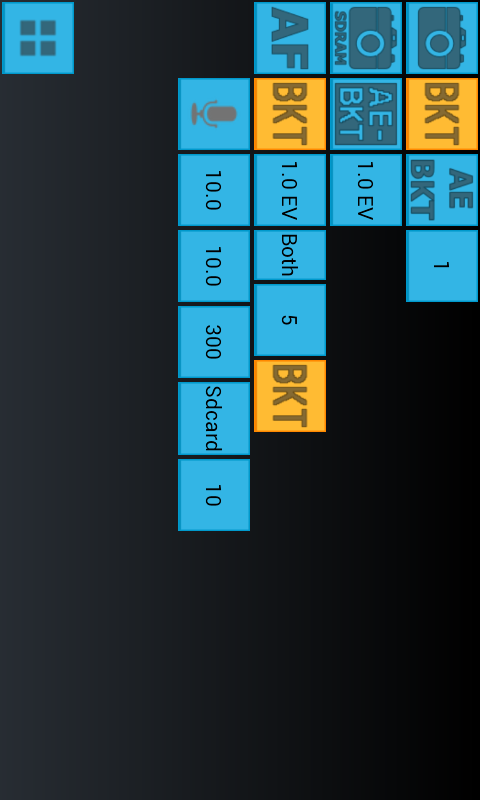 BKT
AE
BKT
1
SDRAM
AE-
BKT
1.0 EV
AF
BKT
1.0 EV
Both
5
BKT
10.0
10.0
300
Sdcard
10